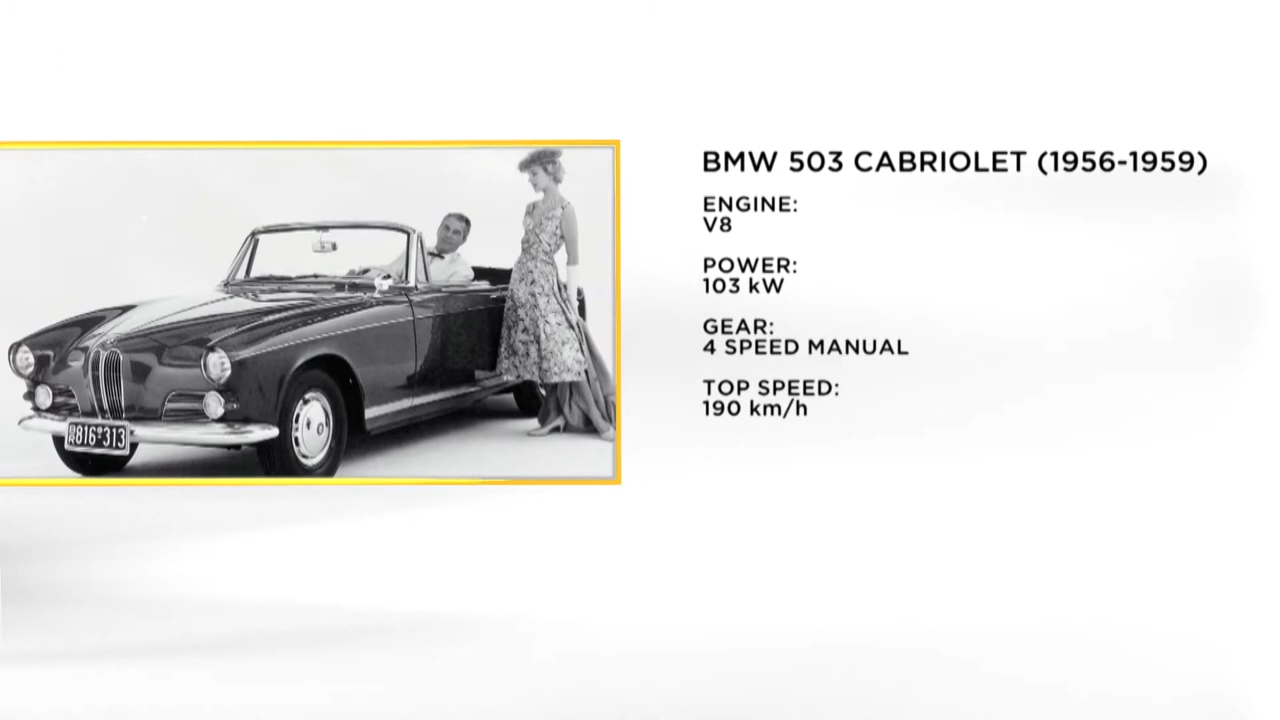 BMW 503 CABRIOLET (1956-1959)
ENGINE:
V8
POWER:
103 kW
GEAR:
4 SPEED MANUAL
TOP SPEED:
190 km/h
816 313